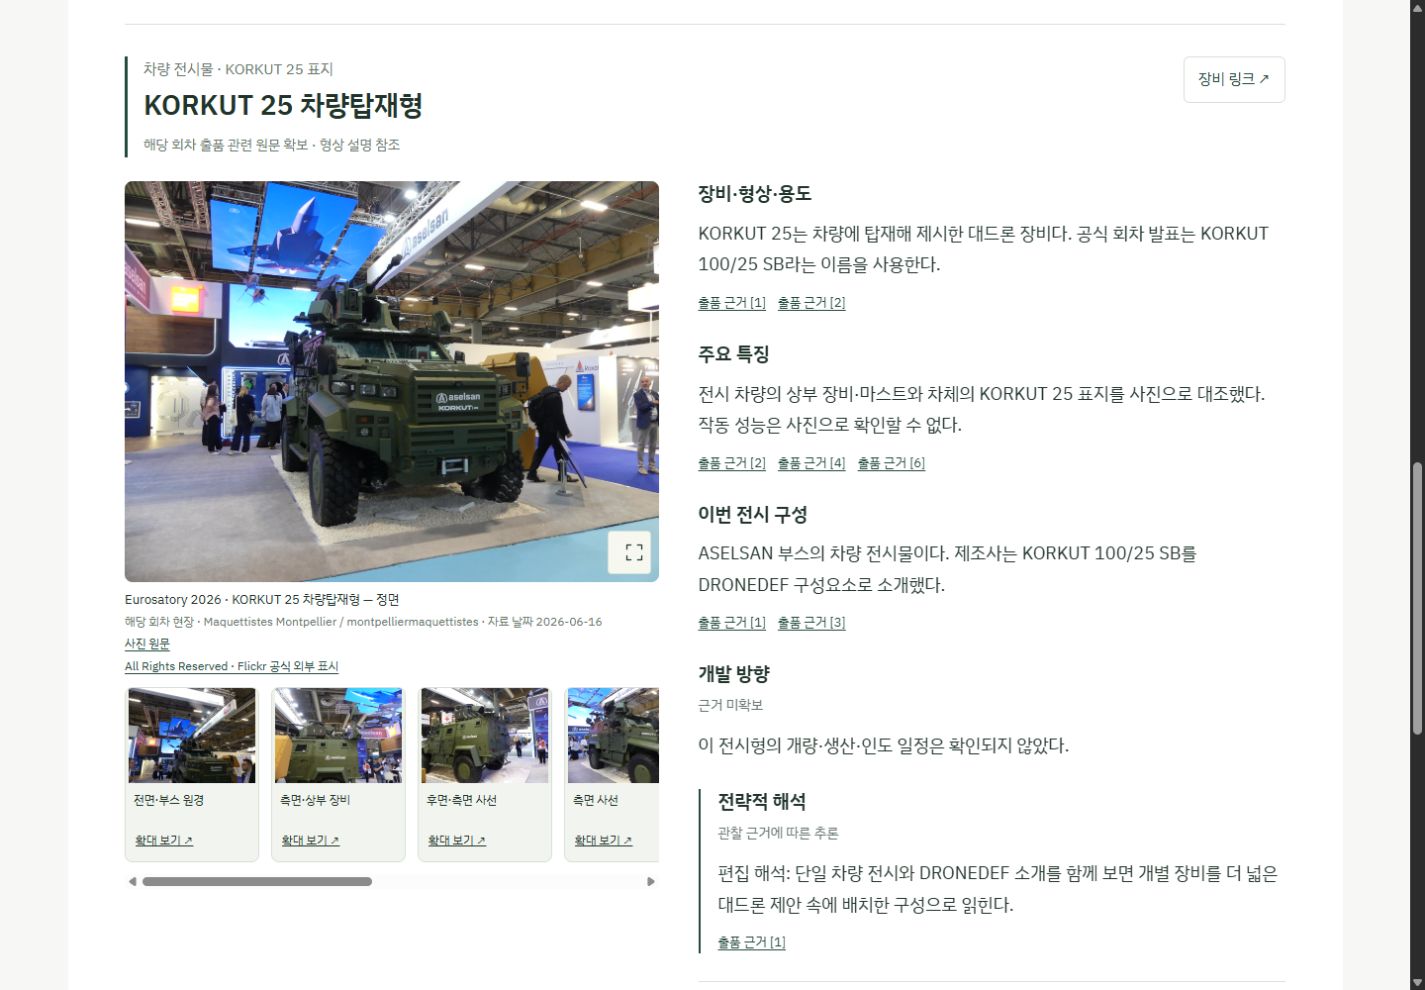 차량 전시물 · KORKUT 25 표지
KORKUT 25 차량탑재형
해당 회차 출품 관련 원문 확보 · 형상 설명 참조
장비 링크 ↗
aselsan
aselsan
KORKUT
Eurosatory 2026 · KORKUT 25 차량탑재형 — 정면
해당 회차 현장 · Maquettistes Montpellier / montpelliermaquettistes · 자료 날짜 2026-06-16
사진 원문
All Rights Reserved · Flickr 공식 외부 표시
전면·부스 원경
확대 보기 ↗
측면·상부 장비
확대 보기 ↗
후면·측면 사선
확대 보기 ↗
측면 사선
확대 보기 ↗
장비·형상·용도
KORKUT 25는 차량에 탑재해 제시한 대드론 장비다. 공식 회차 발표는 KORKUT
100/25 SB라는 이름을 사용한다.
출품 근거 [1] 출품 근거 [2]
주요 특징
전시 차량의 상부 장비·마스트와 차체의 KORKUT 25 표지를 사진으로 대조했다.
작동 성능은 사진으로 확인할 수 없다.
출품 근거 [2] 출품 근거 [4] 출품 근거 [6]
이번 전시 구성
ASELSAN 부스의 차량 전시물이다. 제조사는 KORKUT 100/25 SB를
DRONEDEF 구성요소로 소개했다.
출품 근거 [1] 출품 근거 [3]
개발 방향
근거 미확보
이 전시형의 개량·생산·인도 일정은 확인되지 않았다.
전략적 해석
관찰 근거에 따른 추론
편집 해석: 단일 차량 전시와 DRONEDEF 소개를 함께 보면 개별 장비를 더 넓은
대드론 제안 속에 배치한 구성으로 읽힌다.
출품 근거 [1]